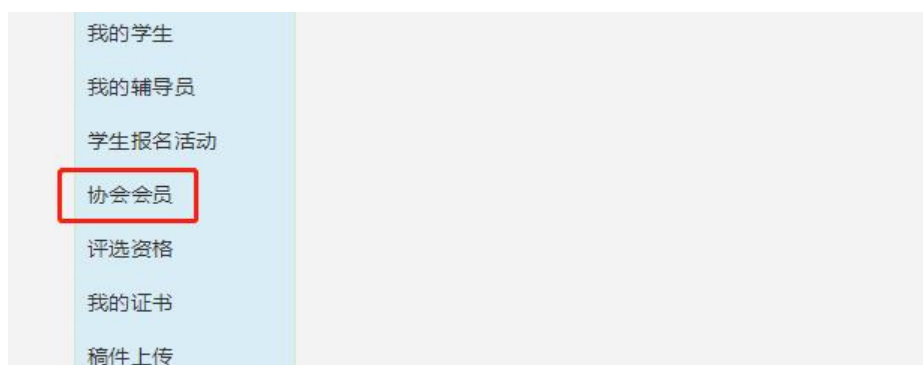 我的学生
我的辅导员
学生报名活动
协会会员
评选资格
我的证书
稿件上传